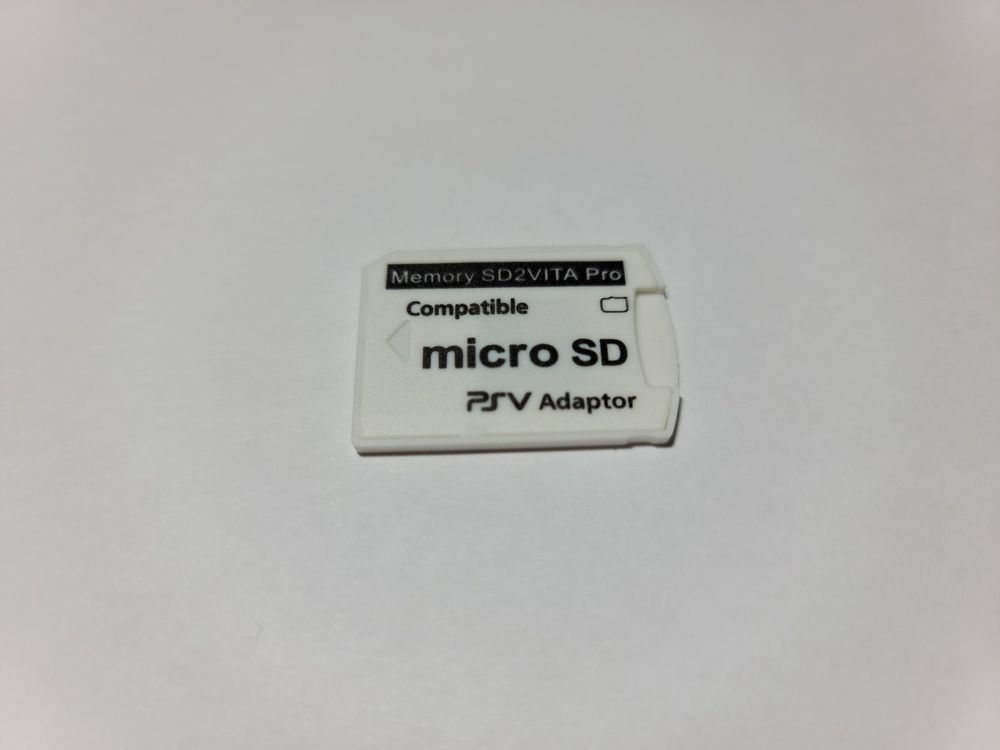 Memory SD2VITA Pro
Compatible
micro SD
PSV Adaptor